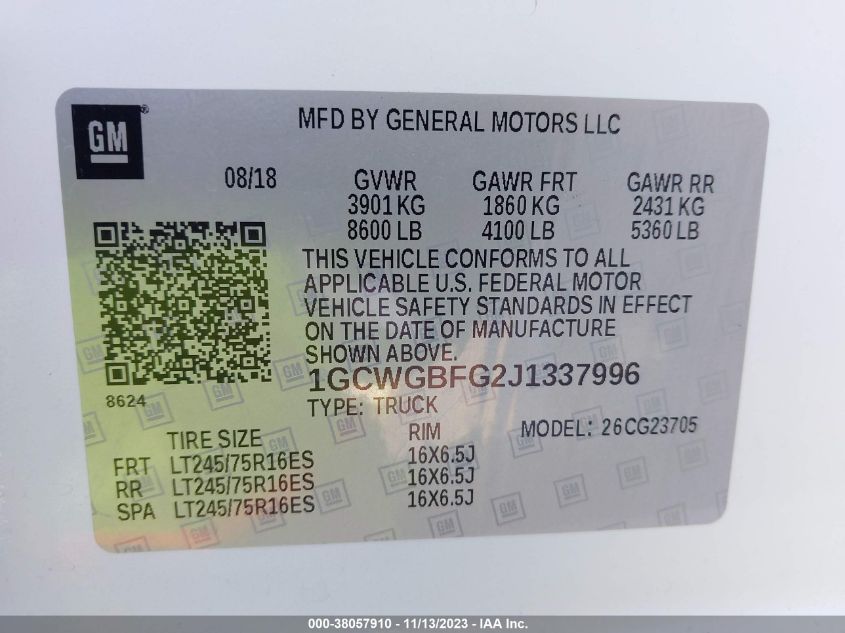 GM
MFD BY GENERAL MOTORS LLC
08/18 GVWR GAWR FRT GAWR RR
3901 KG 1860 KG 2431 KG
8600 LB 4100 LB 5360 LB
THIS VEHICLE CONFORMS TO ALL
APPLICABLE U.S. FEDERAL MOTOR
VEHICLE SAFETY STANDARDS IN EFFECT
ON THE DATE OF MANUFACTURE
SHOWN ABOVE.
1GCWGBFG2J1337996
8624
TYPE: TRUCK
MODEL: 26CG23705
TIRE SIZE RIM
FRT LT245/75R16ES 16X6.5J
RR LT245/75R16ES 16X6.5J
SPA LT245/75R16ES 16X6.5J
000-38057910 - 11/13/2023 - IAA Inc.